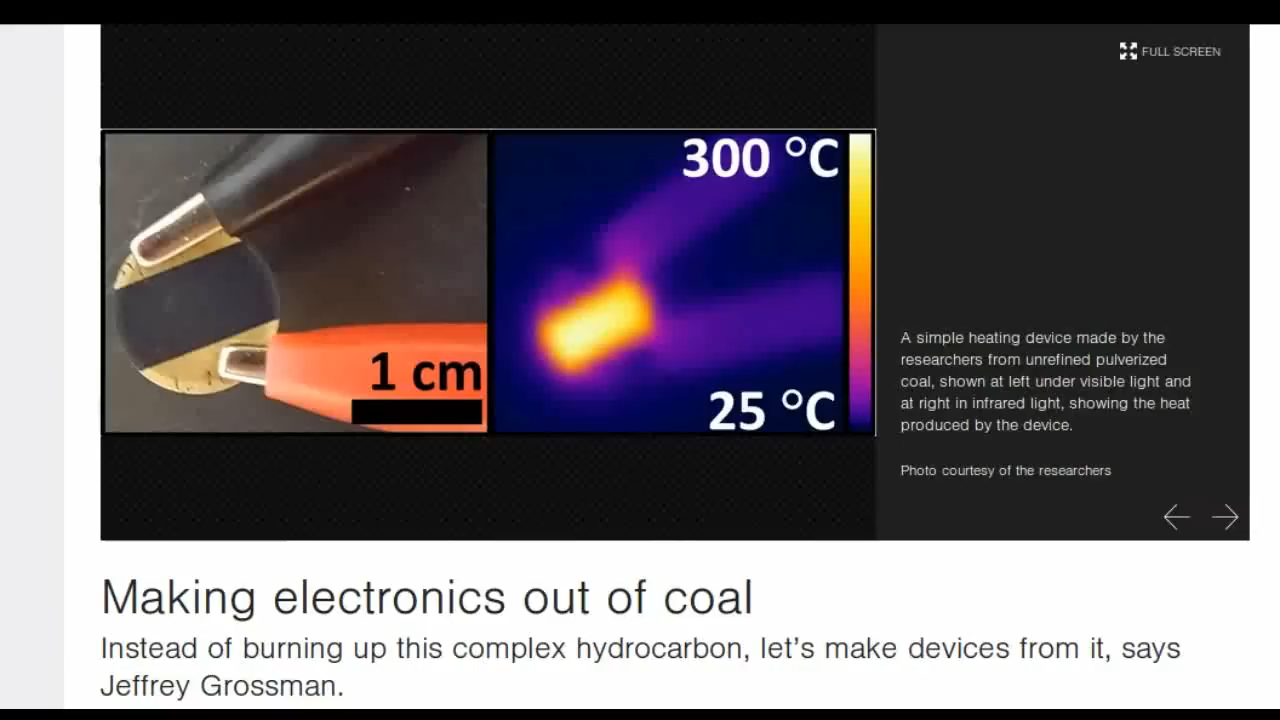 FULL SCREEN
300 °C
1 cm
25 °C
A simple heating device made by the
researchers from unrefined pulverized
coal, shown at left under visible light and
at right in infrared light, showing the heat
produced by the device.
Photo courtesy of the researchers
Making electronics out of coal
Instead of burning up this complex hydrocarbon, let’s make devices from it, says
Jeffrey Grossman.